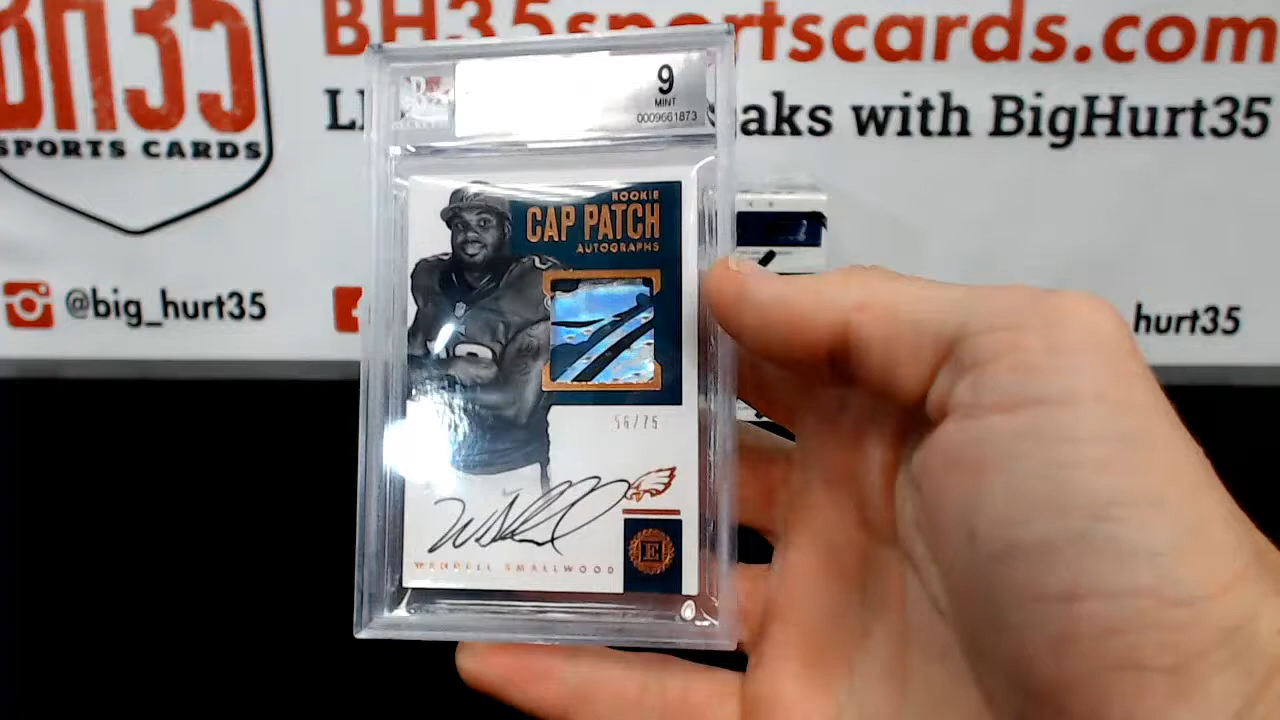 BH35
SPORTS CARDS
BH35sportscards.com
aks with BigHurt35
@big_hurt35
hurt35
9
MINT
0009661873
ROOKIE
CAP PATCH
AUTOGRAPHS
56/75
WENDELL SMALLWOOD
E